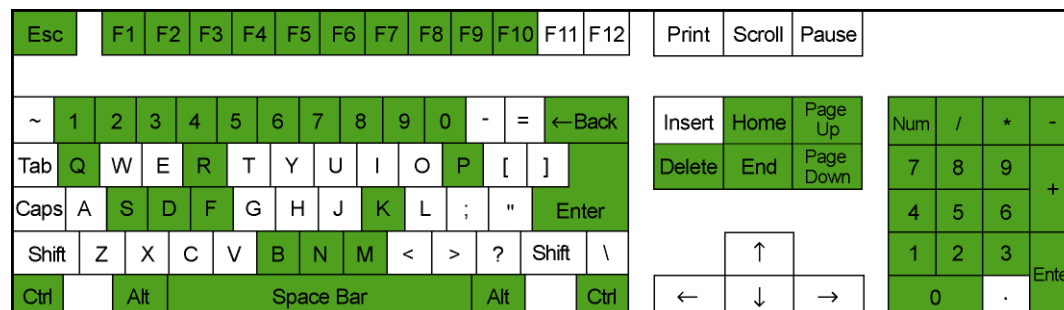 Esc F1 F2 F3 F4 F5 F6 F7 F8 F9 F10 F11 F12 Print Scroll Pause
~ 1 2 3 4 5 6 7 8 9 0 - = ←Back Insert Home Page Up Num / * -
Tab Q W E R T Y U I O P [ ] Delete End Page Down 7 8 9 +
Caps A S D F G H J K L ; " Enter 4 5 6
Shift Z X C V B N M < > ? Shift \ ↑ 1 2 3 Ente
Ctrl Alt Space Bar Alt Ctrl ← ↓ → 0 .